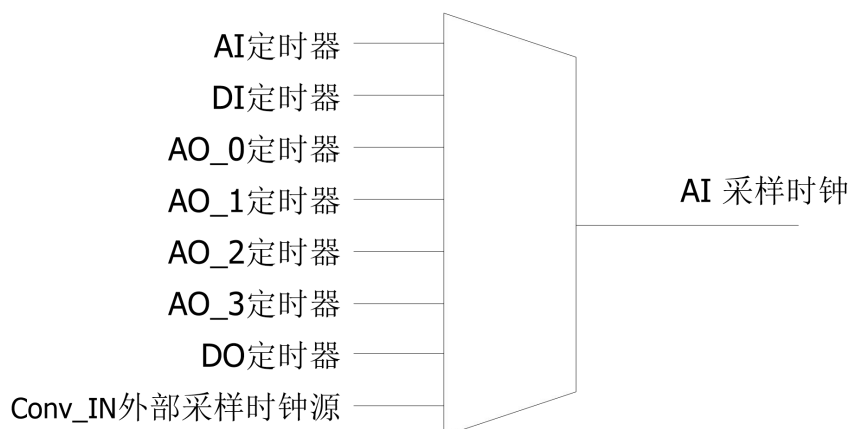 AI定时器
DI定时器
AO_0定时器
AO_1定时器
AI 采样时钟
AO_2定时器
AO_3定时器
DO定时器
Conv_IN外部采样时钟源